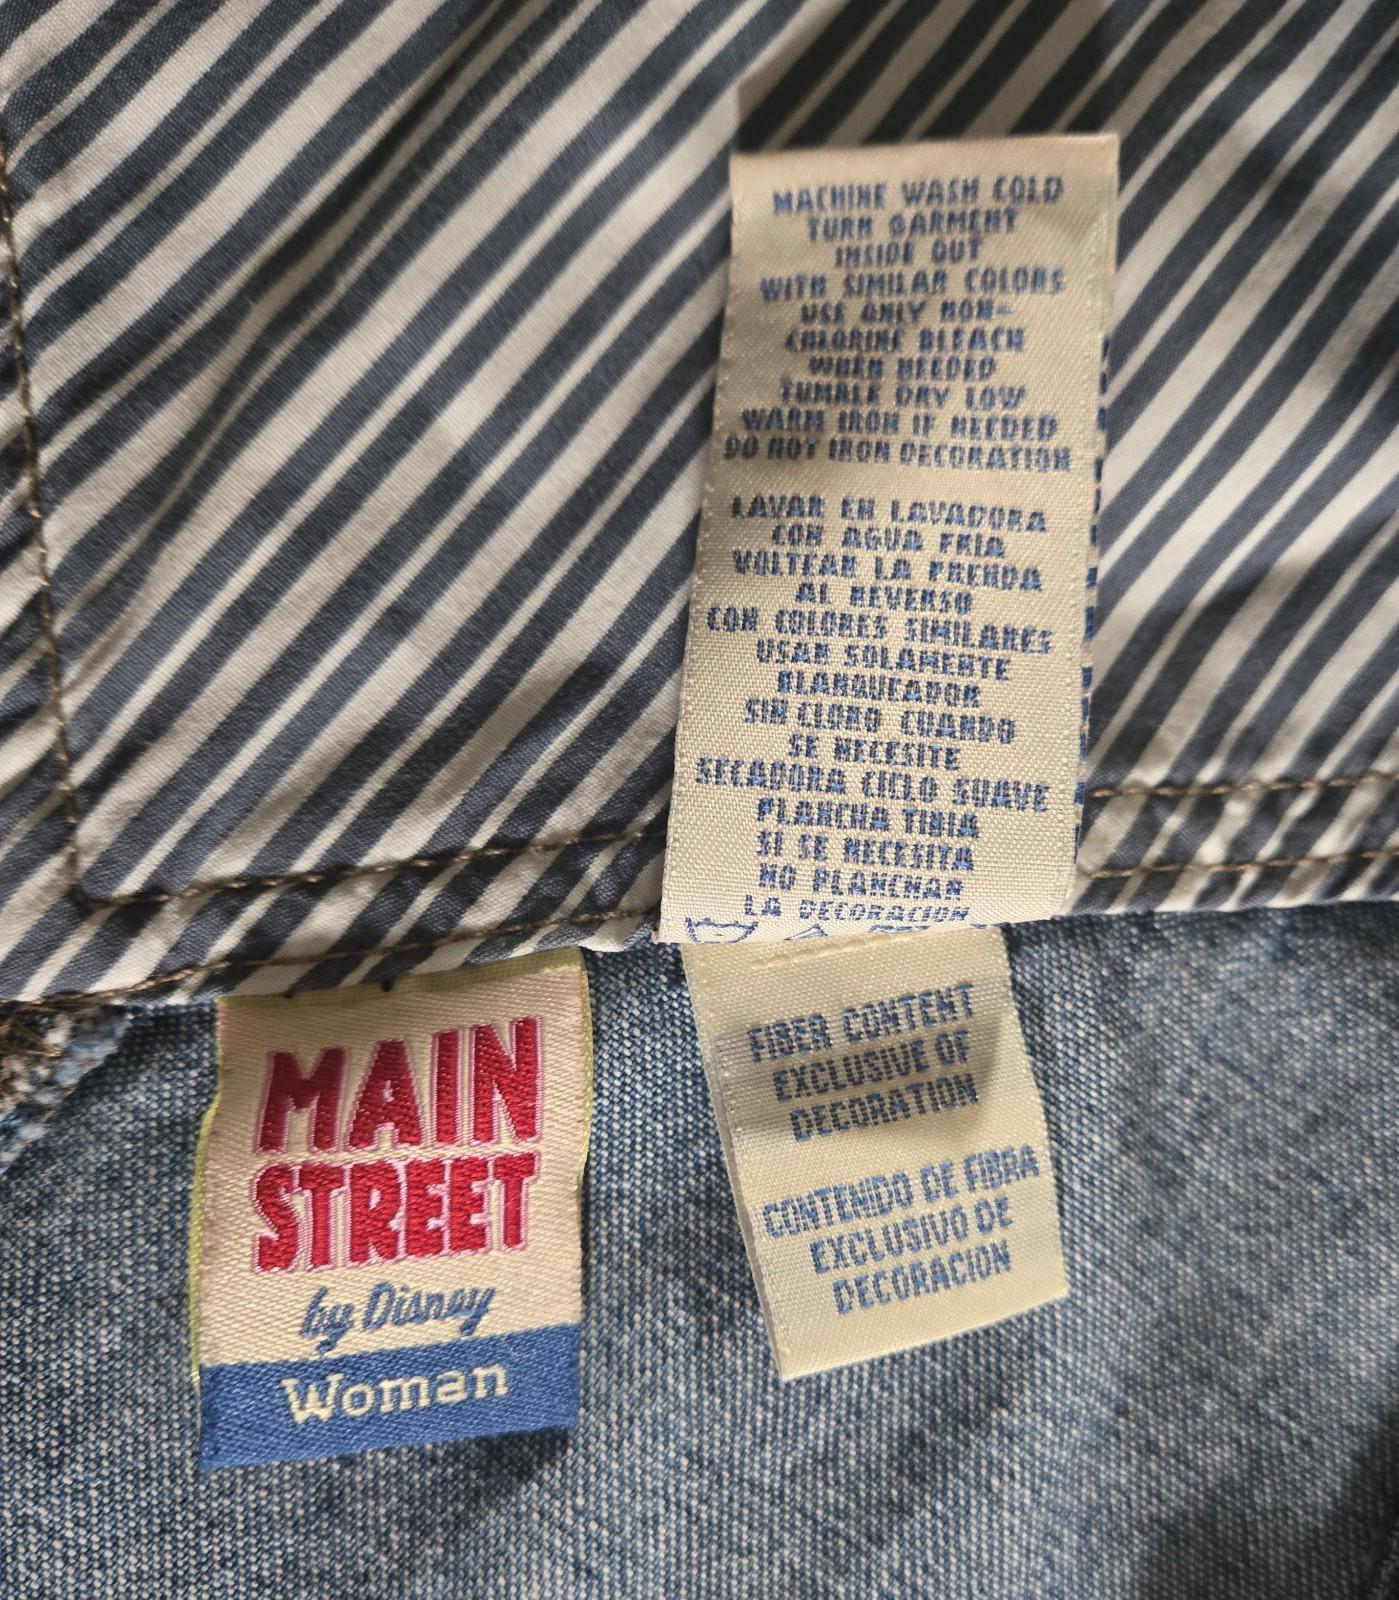 MACHINE WASH COLD
TURN GARMENT
INSIDE OUT
WITH SIMILAR COLORS
USE ONLY NON-
CHLORINE BLEACH
WHEN NEEDED
TUMBLE DRY LOW
WARM IRON IF NEEDED
DO NOT IRON DECORATION
LAVAR EN LAVADORA
CON AGUA FRIA
VOLTEAR LA PRENDA
AL REVERSO
CON COLORES SIMILARES
USAR SOLAMENTE
BLANQUEADOR
SIN CLORO CUANDO
SE NECESITE
SECADORA CICLO SUAVE
PLANCHA TIBIA
SI SE NECESITA
NO PLANCHAR
LA DECORACION
FIBER CONTENT
EXCLUSIVE OF
DECORATION
CONTENIDO DE FIBRA
EXCLUSIVO DE
DECORACION
MAIN
STREET
by Disney
Woman